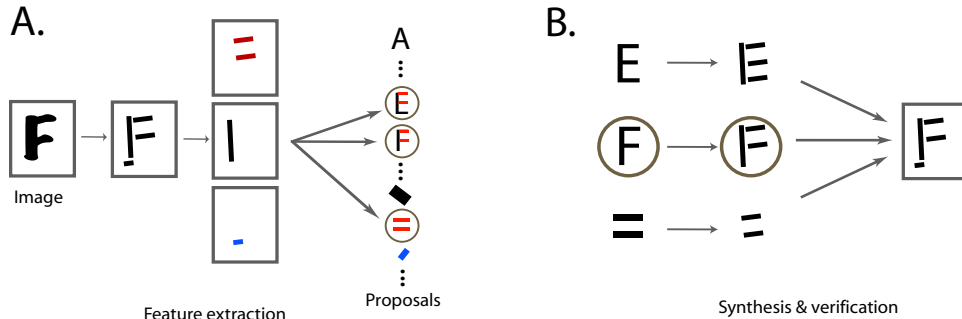 A.
F
F
Image
Feature extraction
A
E
F
=
Proposals
B.
E
E
F
F
=
=
F
Synthesis & verification